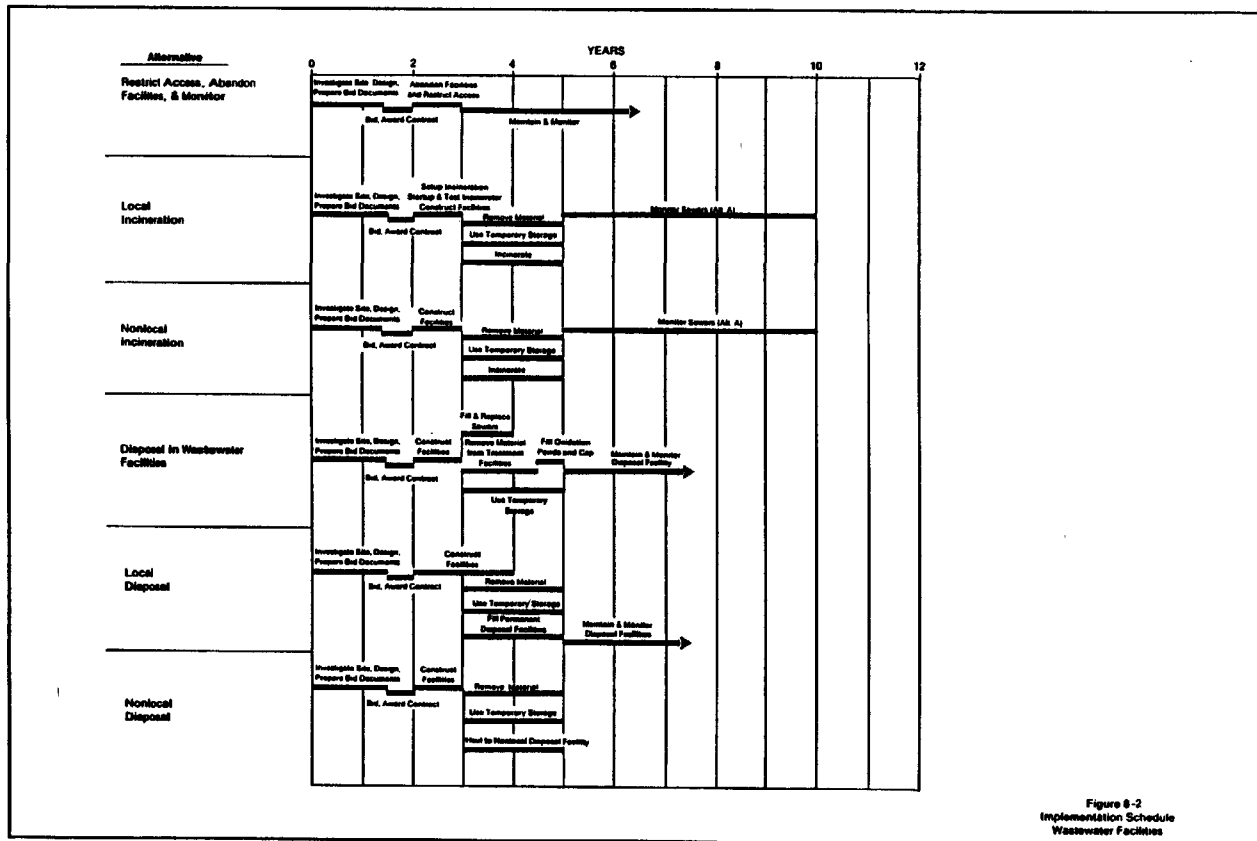 YEARS
Alternative
0 2 4 6 8 10 12
Restrict Access, Abandon
Facilities, & Monitor
Investigate Site, Design,
Prepare Bid Documents
Bid, Award Contract
Abandon Facilities
and Restrict Access
Maintain & Monitor
Local
Incineration
Investigate Site, Design,
Prepare Bid Documents
Bid, Award Contract
Setup Incineration
Startup & Test Incinerator
Construct Facilities
Remove Material
Use Temporary Storage
Incinerate
Monitor Sewers (Alt. A)
Nonlocal
Incineration
Investigate Site, Design,
Prepare Bid Documents
Bid, Award Contract
Construct
Facilities
Remove Material
Use Temporary Storage
Incinerate
Monitor Sewers (Alt. A)
Disposal in Wastewater
Facilities
Investigate Site, Design,
Prepare Bid Documents
Bid, Award Contract
Construct
Facilities
Fill & Replace
Sewers
Remove Material
from Treatment
Facilities
Fill Oxidation
Ponds and Cap
Maintain & Monitor
Disposal Facility
Use Temporary
Storage
Local
Disposal
Investigate Site, Design,
Prepare Bid Documents
Bid, Award Contract
Construct
Facilities
Remove Material
Use Temporary/Storage
Fill Permanent
Disposal Facilities
Maintain & Monitor
Disposal Facilities
Nonlocal
Disposal
Investigate Site, Design,
Prepare Bid Documents
Bid, Award Contract
Construct
Facilities
Remove Material
Use Temporary Storage
Haul to Nonlocal Disposal Facility
Figure 8-2
Implementation Schedule
Wastewater Facilities